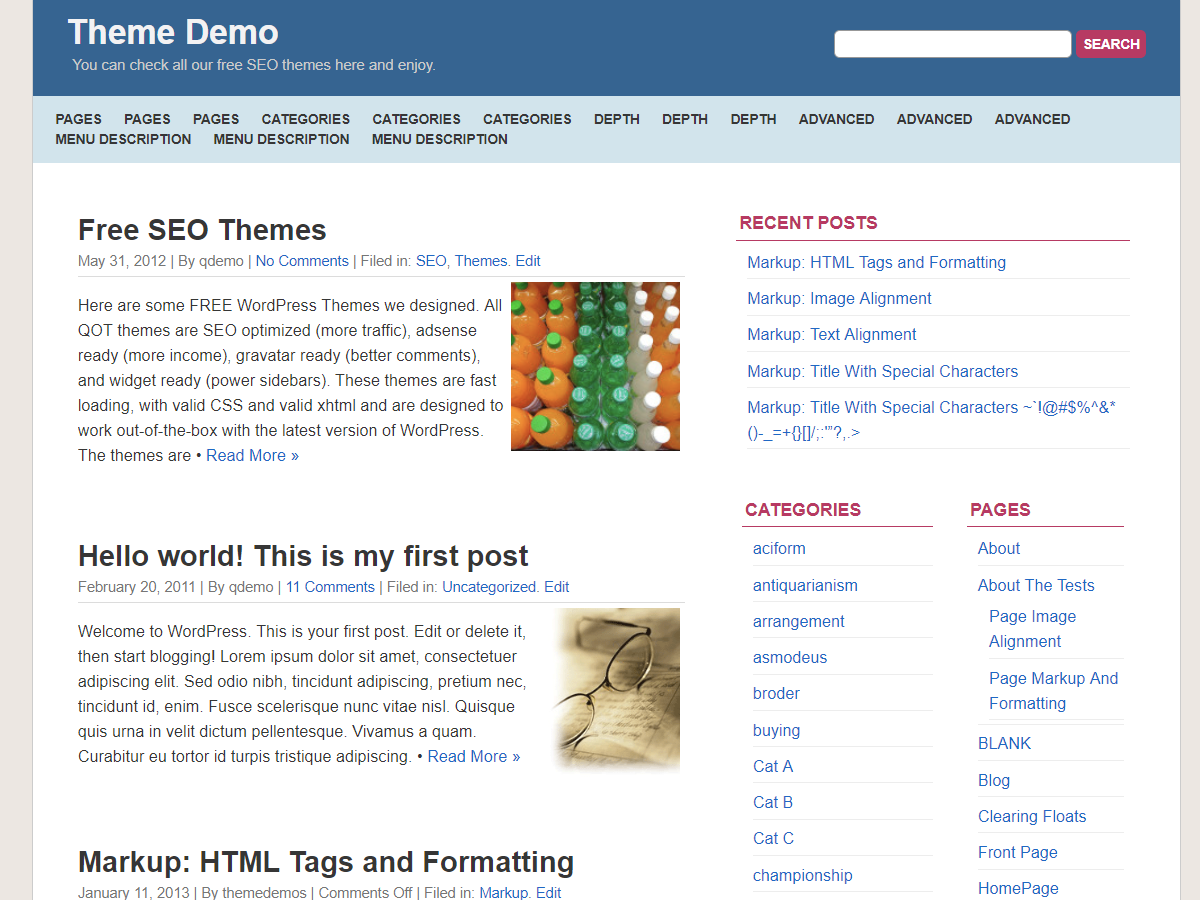 Theme Demo
You can check all our free SEO themes here and enjoy.
SEARCH
PAGES PAGES PAGES CATEGORIES CATEGORIES CATEGORIES DEPTH DEPTH DEPTH ADVANCED ADVANCED ADVANCED
MENU DESCRIPTION MENU DESCRIPTION MENU DESCRIPTION
Free SEO Themes
May 31, 2012 | By qdemo | No Comments | Filed in: SEO, Themes. Edit
Here are some FREE WordPress Themes we designed. All
QOT themes are SEO optimized (more traffic), adsense
ready (more income), gravatar ready (better comments),
and widget ready (power sidebars). These themes are fast
loading, with valid CSS and valid xhtml and are designed to
work out-of-the-box with the latest version of WordPress.
The themes are • Read More »
Hello world! This is my first post
February 20, 2011 | By qdemo | 11 Comments | Filed in: Uncategorized. Edit
Welcome to WordPress. This is your first post. Edit or delete it,
then start blogging! Lorem ipsum dolor sit amet, consectetuer
adipiscing elit. Sed odio nibh, tincidunt adipiscing, pretium nec,
tincidunt id, enim. Fusce scelerisque nunc vitae nisl. Quisque
quis urna in velit dictum pellentesque. Vivamus a quam.
Curabitur eu tortor id turpis tristique adipiscing. • Read More »
Markup: HTML Tags and Formatting
January 11, 2013 | By themedemos | Comments Off | Filed in: Markup. Edit
RECENT POSTS
Markup: HTML Tags and Formatting
Markup: Image Alignment
Markup: Text Alignment
Markup: Title With Special Characters
Markup: Title With Special Characters ~`!@#$%^&*
()-_=+{}[]/;:'"?,.>
CATEGORIES
aciform
antiquarianism
arrangement
asmodeus
broder
buying
Cat A
Cat B
Cat C
championship
PAGES
About
About The Tests
Page Image
Alignment
Page Markup And
Formatting
BLANK
Blog
Clearing Floats
Front Page
HomePage